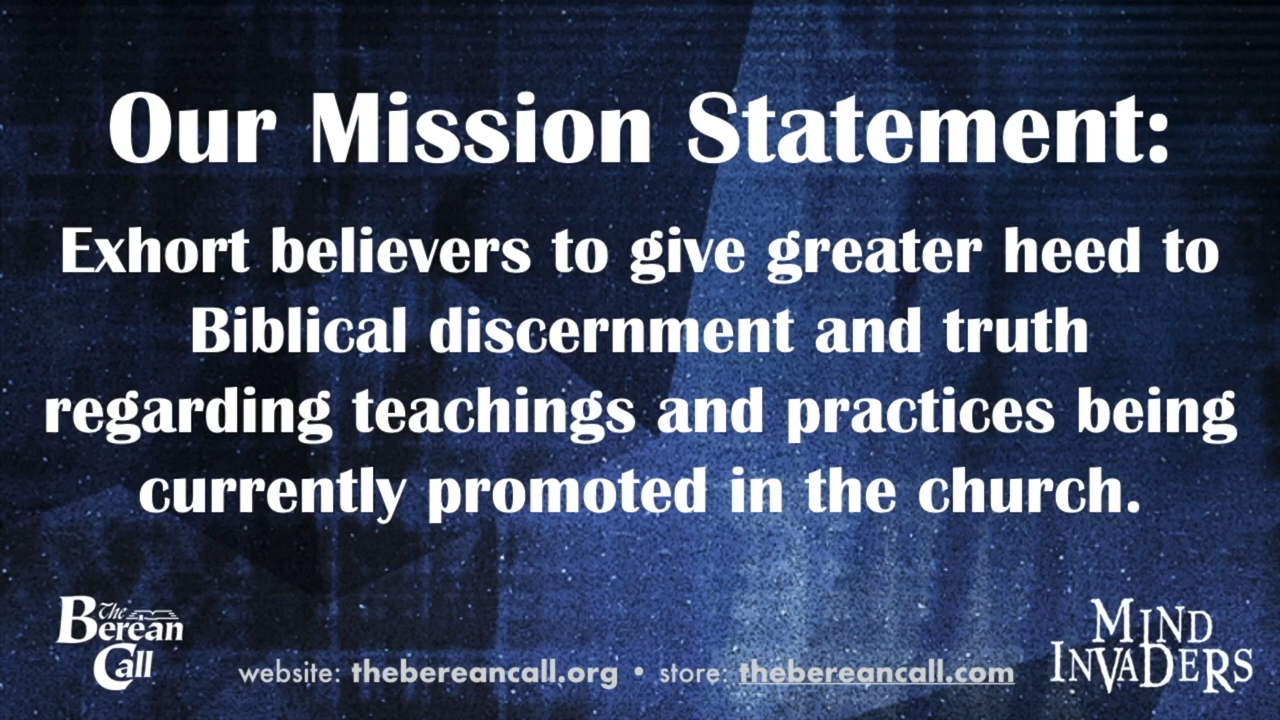 Our Mission Statement:
Exhort believers to give greater heed to
Biblical discernment and truth
regarding teachings and practices being
currently promoted in the church.
The
Berean
Call
website: thebereancall.org • store: thebereancall.com
MIND
INVADERS